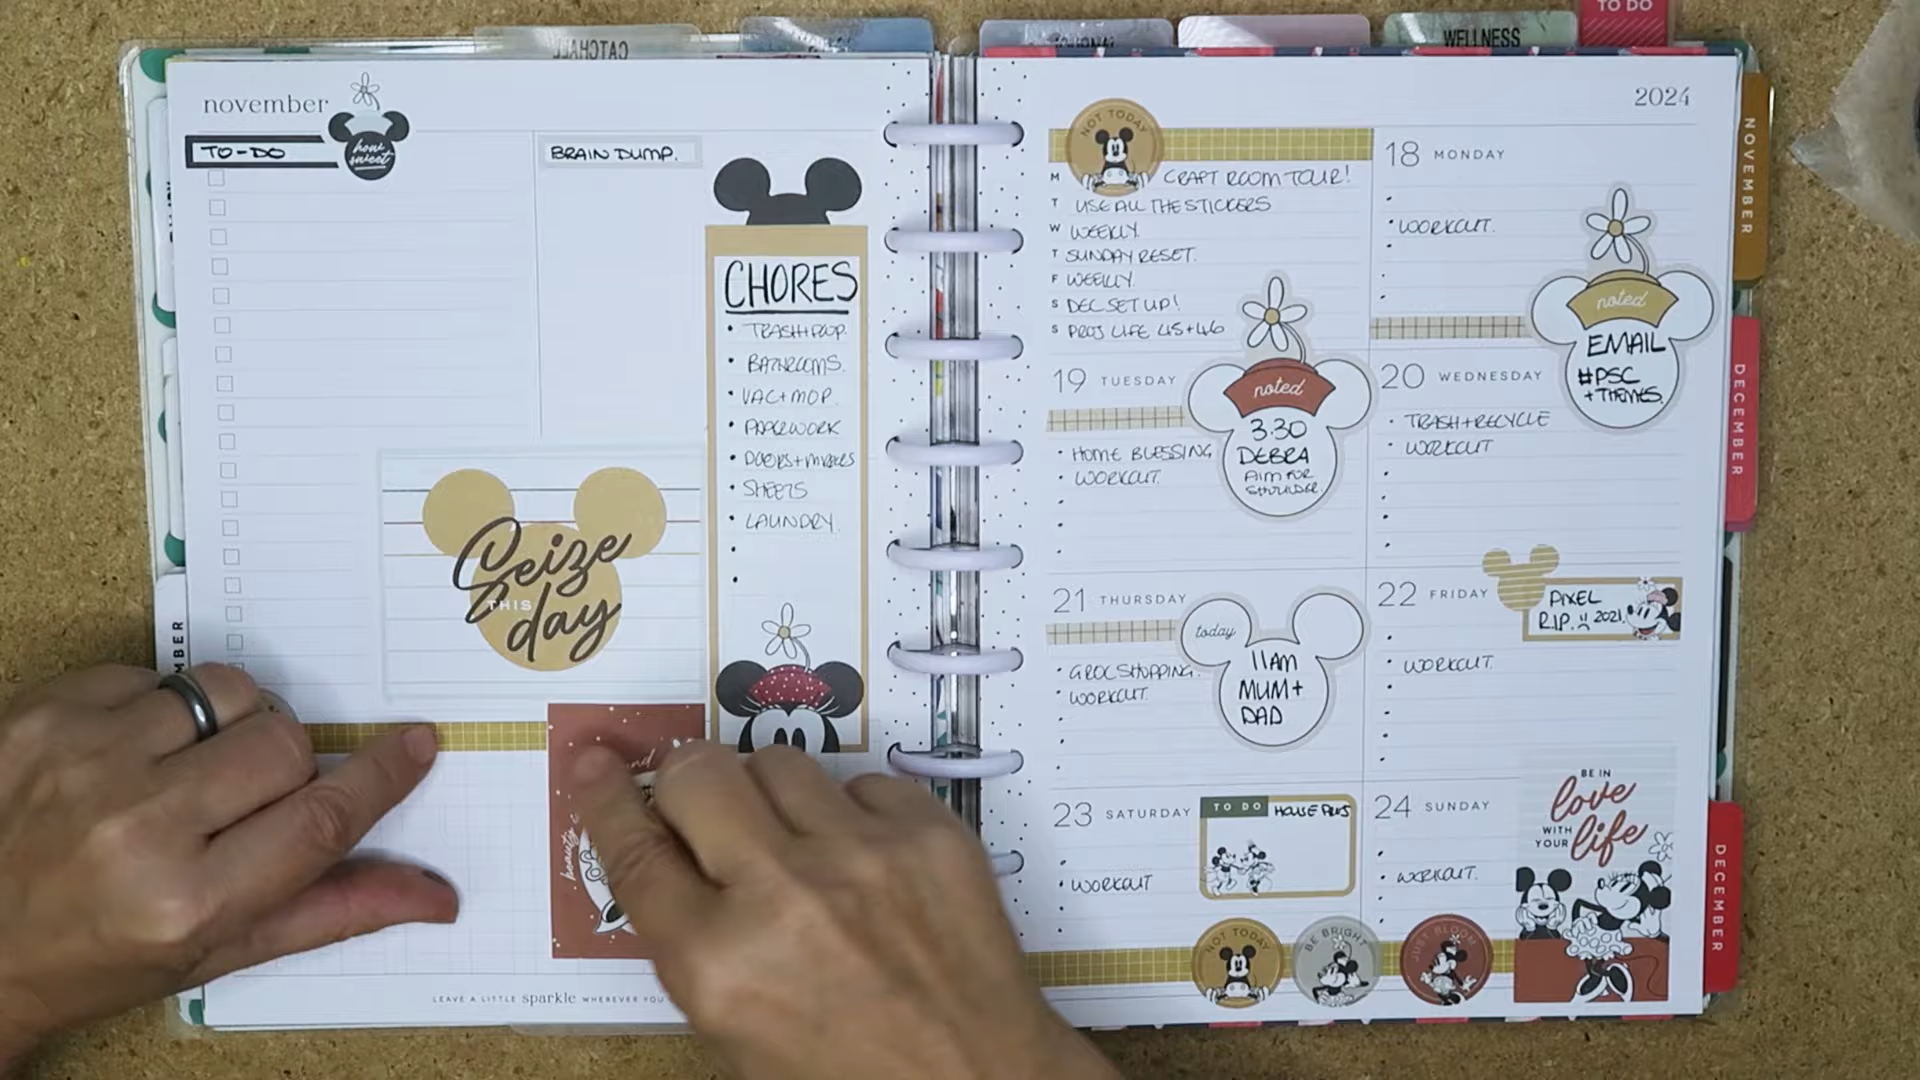 CATCHALL
JOURNAL
WELLNESS
TO DO
november
how
sweet
TO-DO
BRAIN DUMP.
CHORES
• TRASH+POOP
• BATHROOMS.
• VAC+MOP.
• PAPERWORK
• DOORS+MIRRORS
• SHEETS
• LAUNDRY.
Seize
THIS
day
beauty
LEAVE A LITTLE sparkle WHEREVER YOU
2024
NOT TODAY
M CRAFT ROOM TOUR!
T USE ALL THE STICKERS
W WEEKLY.
T SUNDAY RESET.
F WEEKLY.
S DEC SET UP!
S PROJ LIFE 45+46
18 MONDAY
• WORKOUT.
noted
EMAIL
#PSC
+THEMES.
19 TUESDAY
• HOME BLESSING
• WORKOUT.
noted
3.30
DEBRA
AIM FOR
SHOULDER.
20 WEDNESDAY
• TRASH+RECYCLE
• WORKOUT
21 THURSDAY
• GROC SHOPPING.
• WORKOUT.
today
11AM
MUM+
DAD
22 FRIDAY
• WORKOUT.
PIXEL
R.I.P. 2021.
23 SATURDAY
• WORKOUT
TO DO
24 SUNDAY
• WORKOUT.
BE IN
love
WITH
YOUR life
NOT TODAY
BE BRIGHT
JUST BLOOM
NOVEMBER
DECEMBER
DECEMBER